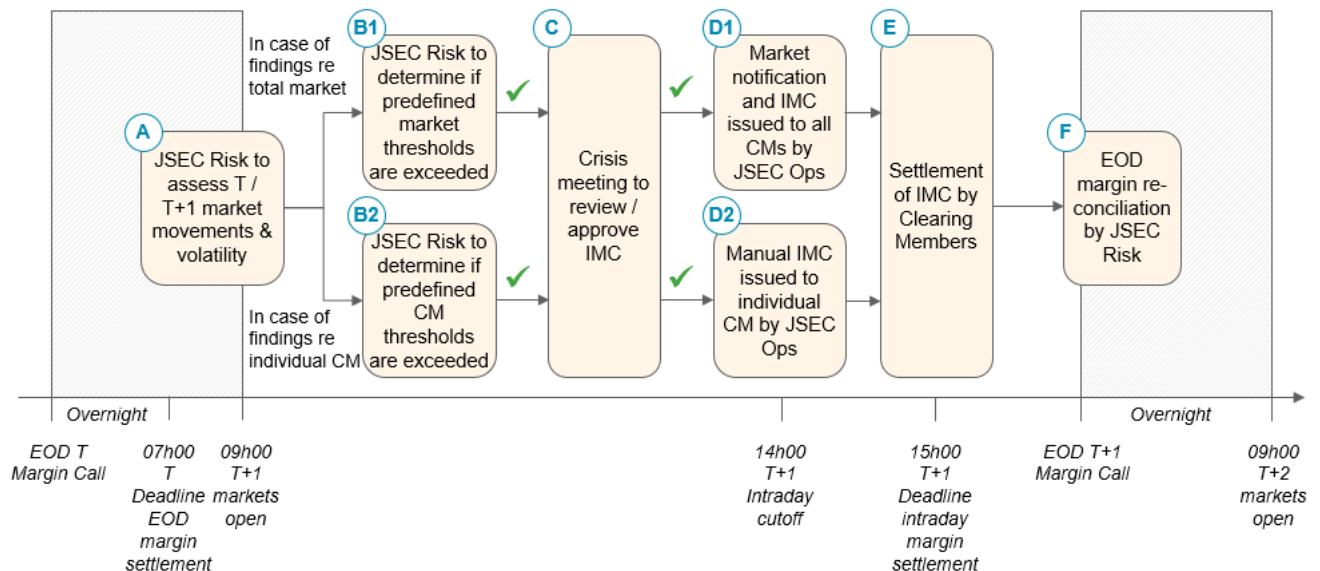 A
JSEC Risk to
assess T /
T+1 market
movements &
volatility
In case of
findings re
total market
In case of
findings re
individual CM
B1
JSEC Risk to
determine if
predefined
market
thresholds
are exceeded
B2
JSEC Risk to
determine if
predefined
CM
thresholds
are exceeded
C
Crisis
meeting to
review /
approve
IMC
D1
Market
notification
and IMC
issued to all
CMs by
JSEC Ops
D2
Manual IMC
issued to
individual
CM by JSEC
Ops
E
Settlement
of IMC by
Clearing
Members
F
EOD
margin re-
conciliation
by JSEC
Risk
Overnight
Overnight
EOD T
Margin Call
07h00
T
Deadline
EOD
margin
settlement
09h00
T+1
markets
open
14h00
T+1
Intraday
cutoff
15h00
T+1
Deadline
intraday
margin
settlement
EOD T+1
Margin Call
09h00
T+2
markets
open